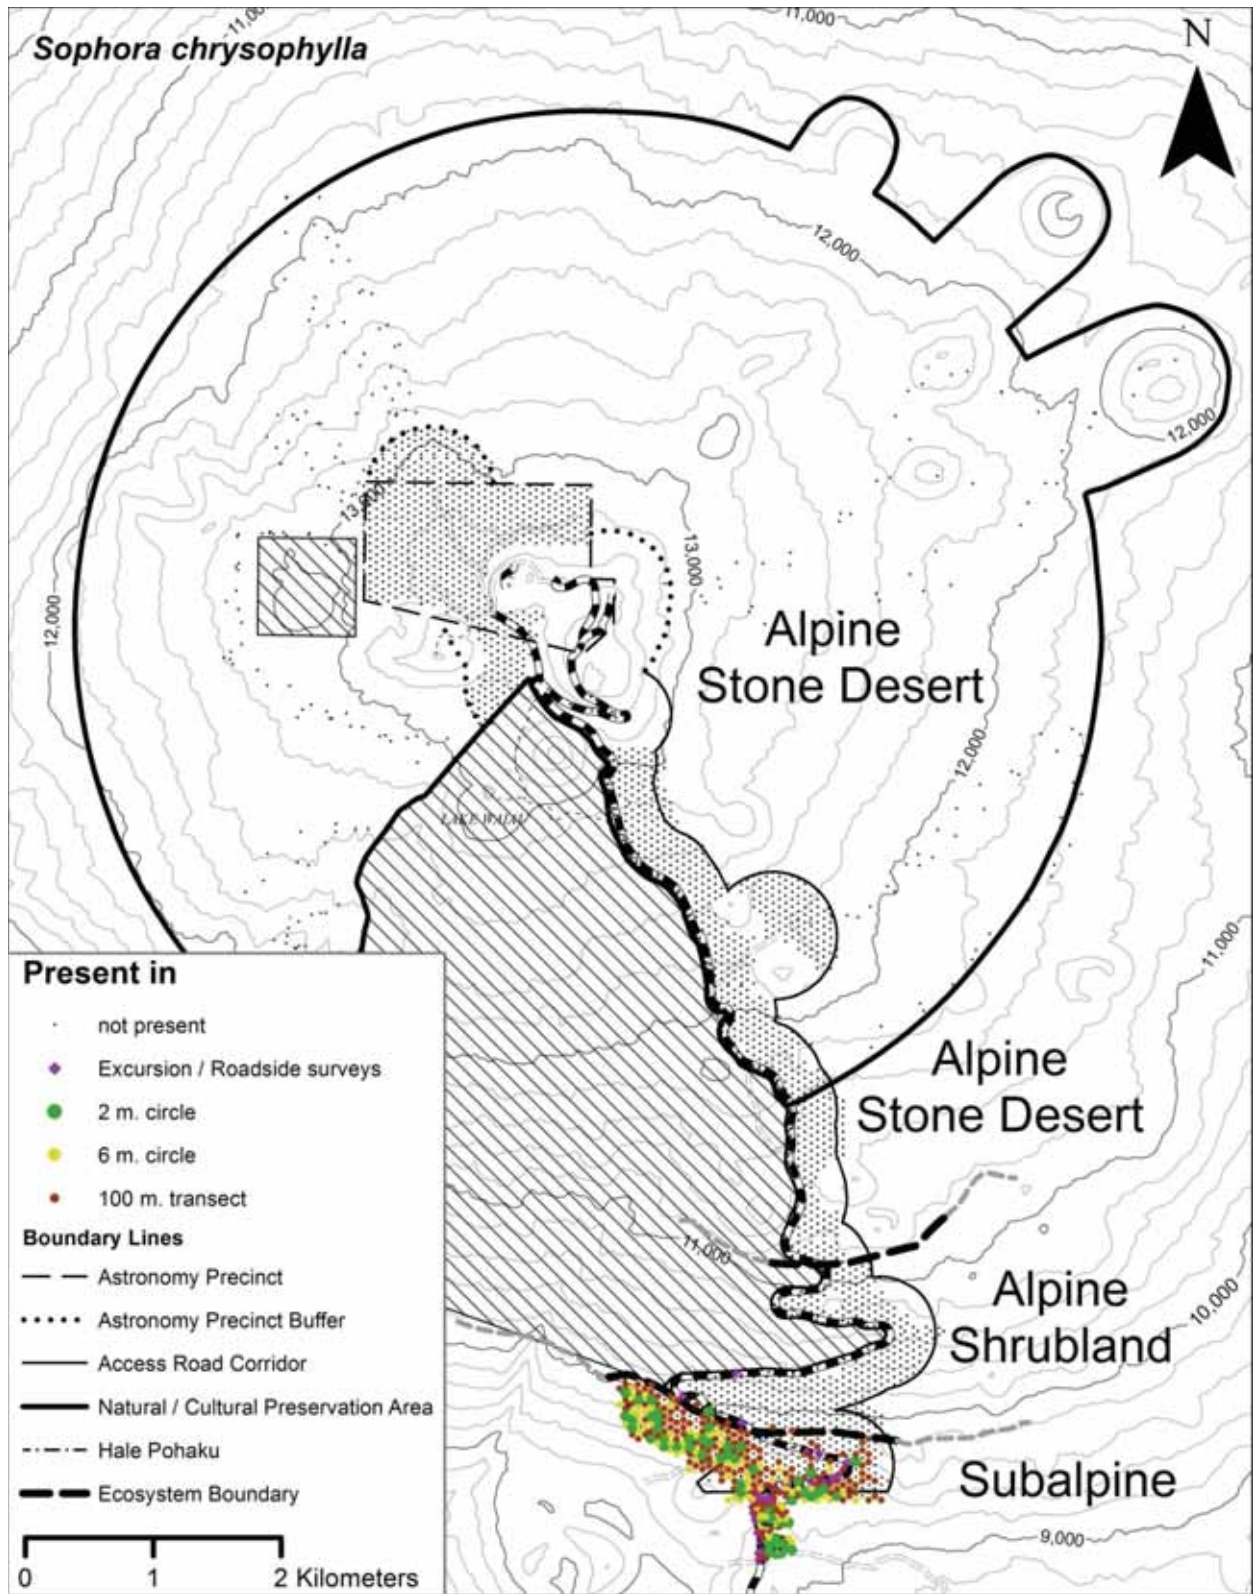 11,000
11,000
Sophora chrysophylla
N
12,000
12,000
13,000
13,000
12,000
Alpine
Stone Desert
12,000
LAKE WAIAU
11,000
Present in
not present
Excursion / Roadside surveys
2 m. circle
6 m. circle
100 m. transect
Boundary Lines
Astronomy Precinct
Astronomy Precinct Buffer
Access Road Corridor
Natural / Cultural Preservation Area
Hale Pohaku
Ecosystem Boundary
0 1 2 Kilometers
Alpine
Stone Desert
11,000
Alpine
Shrubland
10,000
Subalpine
9,000